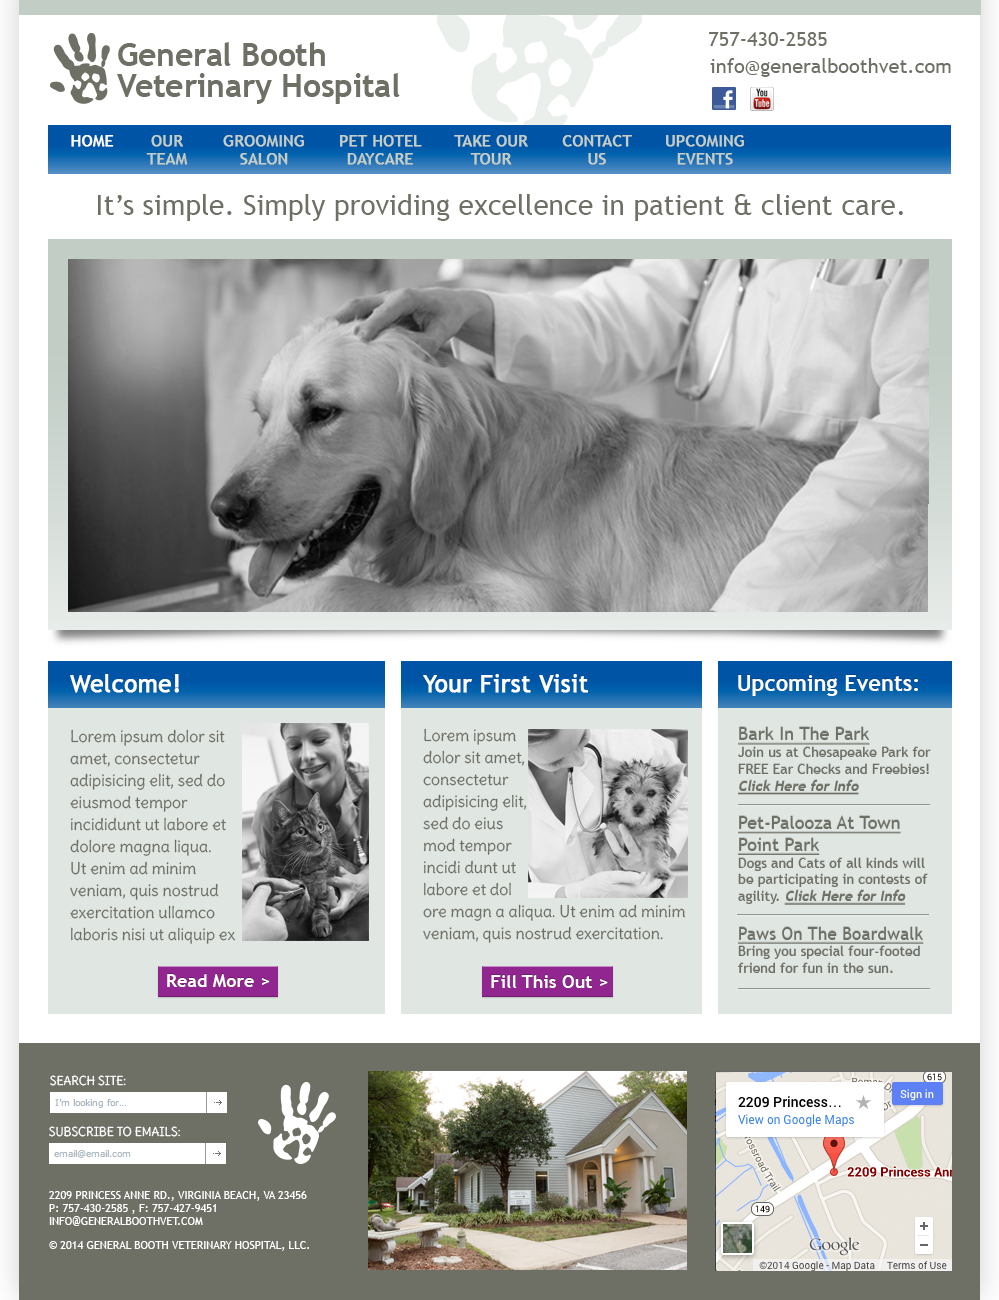 General Booth
Veterinary Hospital
757-430-2585
info@generalboothvet.com
f
You
Tube
HOME
OUR
TEAM
GROOMING
SALON
PET HOTEL
DAYCARE
TAKE OUR
TOUR
CONTACT
US
UPCOMING
EVENTS
It's simple. Simply providing excellence in patient & client care.
Welcome!
Lorem ipsum dolor sit
amet, consectetur
adipisicing elit, sed do
eiusmod tempor
incididunt ut labore et
dolore magna liqua.
Ut enim ad minim
veniam, quis nostrud
exercitation ullamco
laboris nisi ut aliquip ex
Read More >
Your First Visit
Lorem ipsum
dolor sit amet,
consectetur
adipisicing elit,
sed do eius
mod tempor
incidi dunt ut
labore et dol
ore magn a aliqua. Ut enim ad minim
veniam, quis nostrud exercitation.
Fill This Out >
Upcoming Events:
Bark In The Park
Join us at Chesapeake Park for
FREE Ear Checks and Freebies!
Click Here for Info
Pet-Palooza At Town
Point Park
Dogs and Cats of all kinds will
be participating in contests of
agility. Click Here for Info
Paws On The Boardwalk
Bring you special four-footed
friend for fun in the sun.
SEARCH SITE:
I'm looking for...
SUBSCRIBE TO EMAILS:
email@email.com
2209 PRINCESS ANNE RD., VIRGINIA BEACH, VA 23456
P: 757-430-2585 , F: 757-427-9451
INFO@GENERALBOOTHVET.COM
© 2014 GENERAL BOOTH VETERINARY HOSPITAL, LLC.
615
Sign in
2209 Princess...
View on Google Maps
2209 Princess Ann
ossroad Trail
149
+
−
Google
©2014 Google - Map Data
Terms of Use